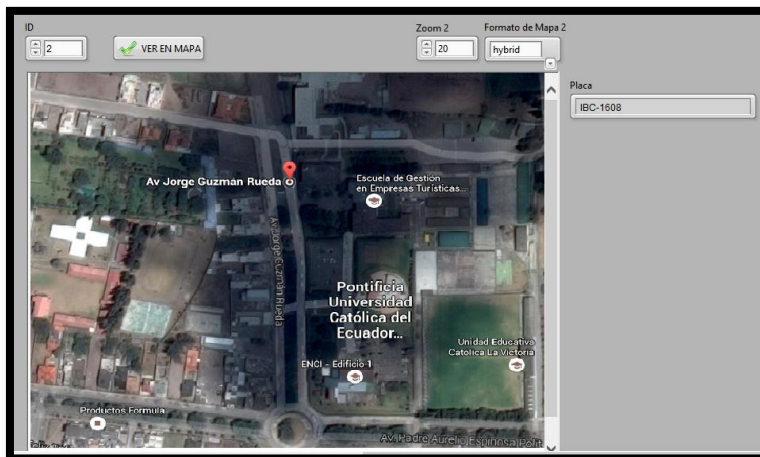 ID
Zoom 2
Formato de Mapa 2
2
VER EN MAPA
20
hybrid
Placa
IBC-1608
Av Jorge Guzman Rueda
Escuela de Gestión
en Empresas Turísticas...
Av Jorge Guzmán Rueda
Pontificia
Universidad
Católica del
Ecuador...
Unidad Educativa
Católica La Victoria
ENCI - Edificio 1
Productos Formula
Av. Padre Aurelio Espinosa Polit